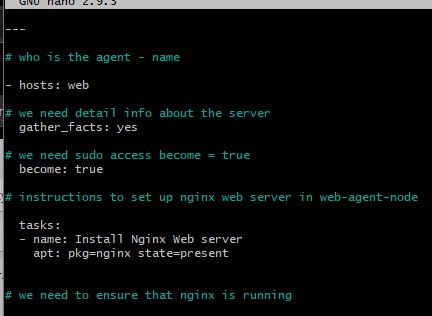 GNU nano 2.9.3
---
# who is the agent - name
- hosts: web
# we need detail info about the server
gather_facts: yes
# we need sudo access become = true
become: true
# instructions to set up nginx web server in web-agent-node
tasks:
- name: Install Nginx Web server
apt: pkg=nginx state=present
# we need to ensure that nginx is running